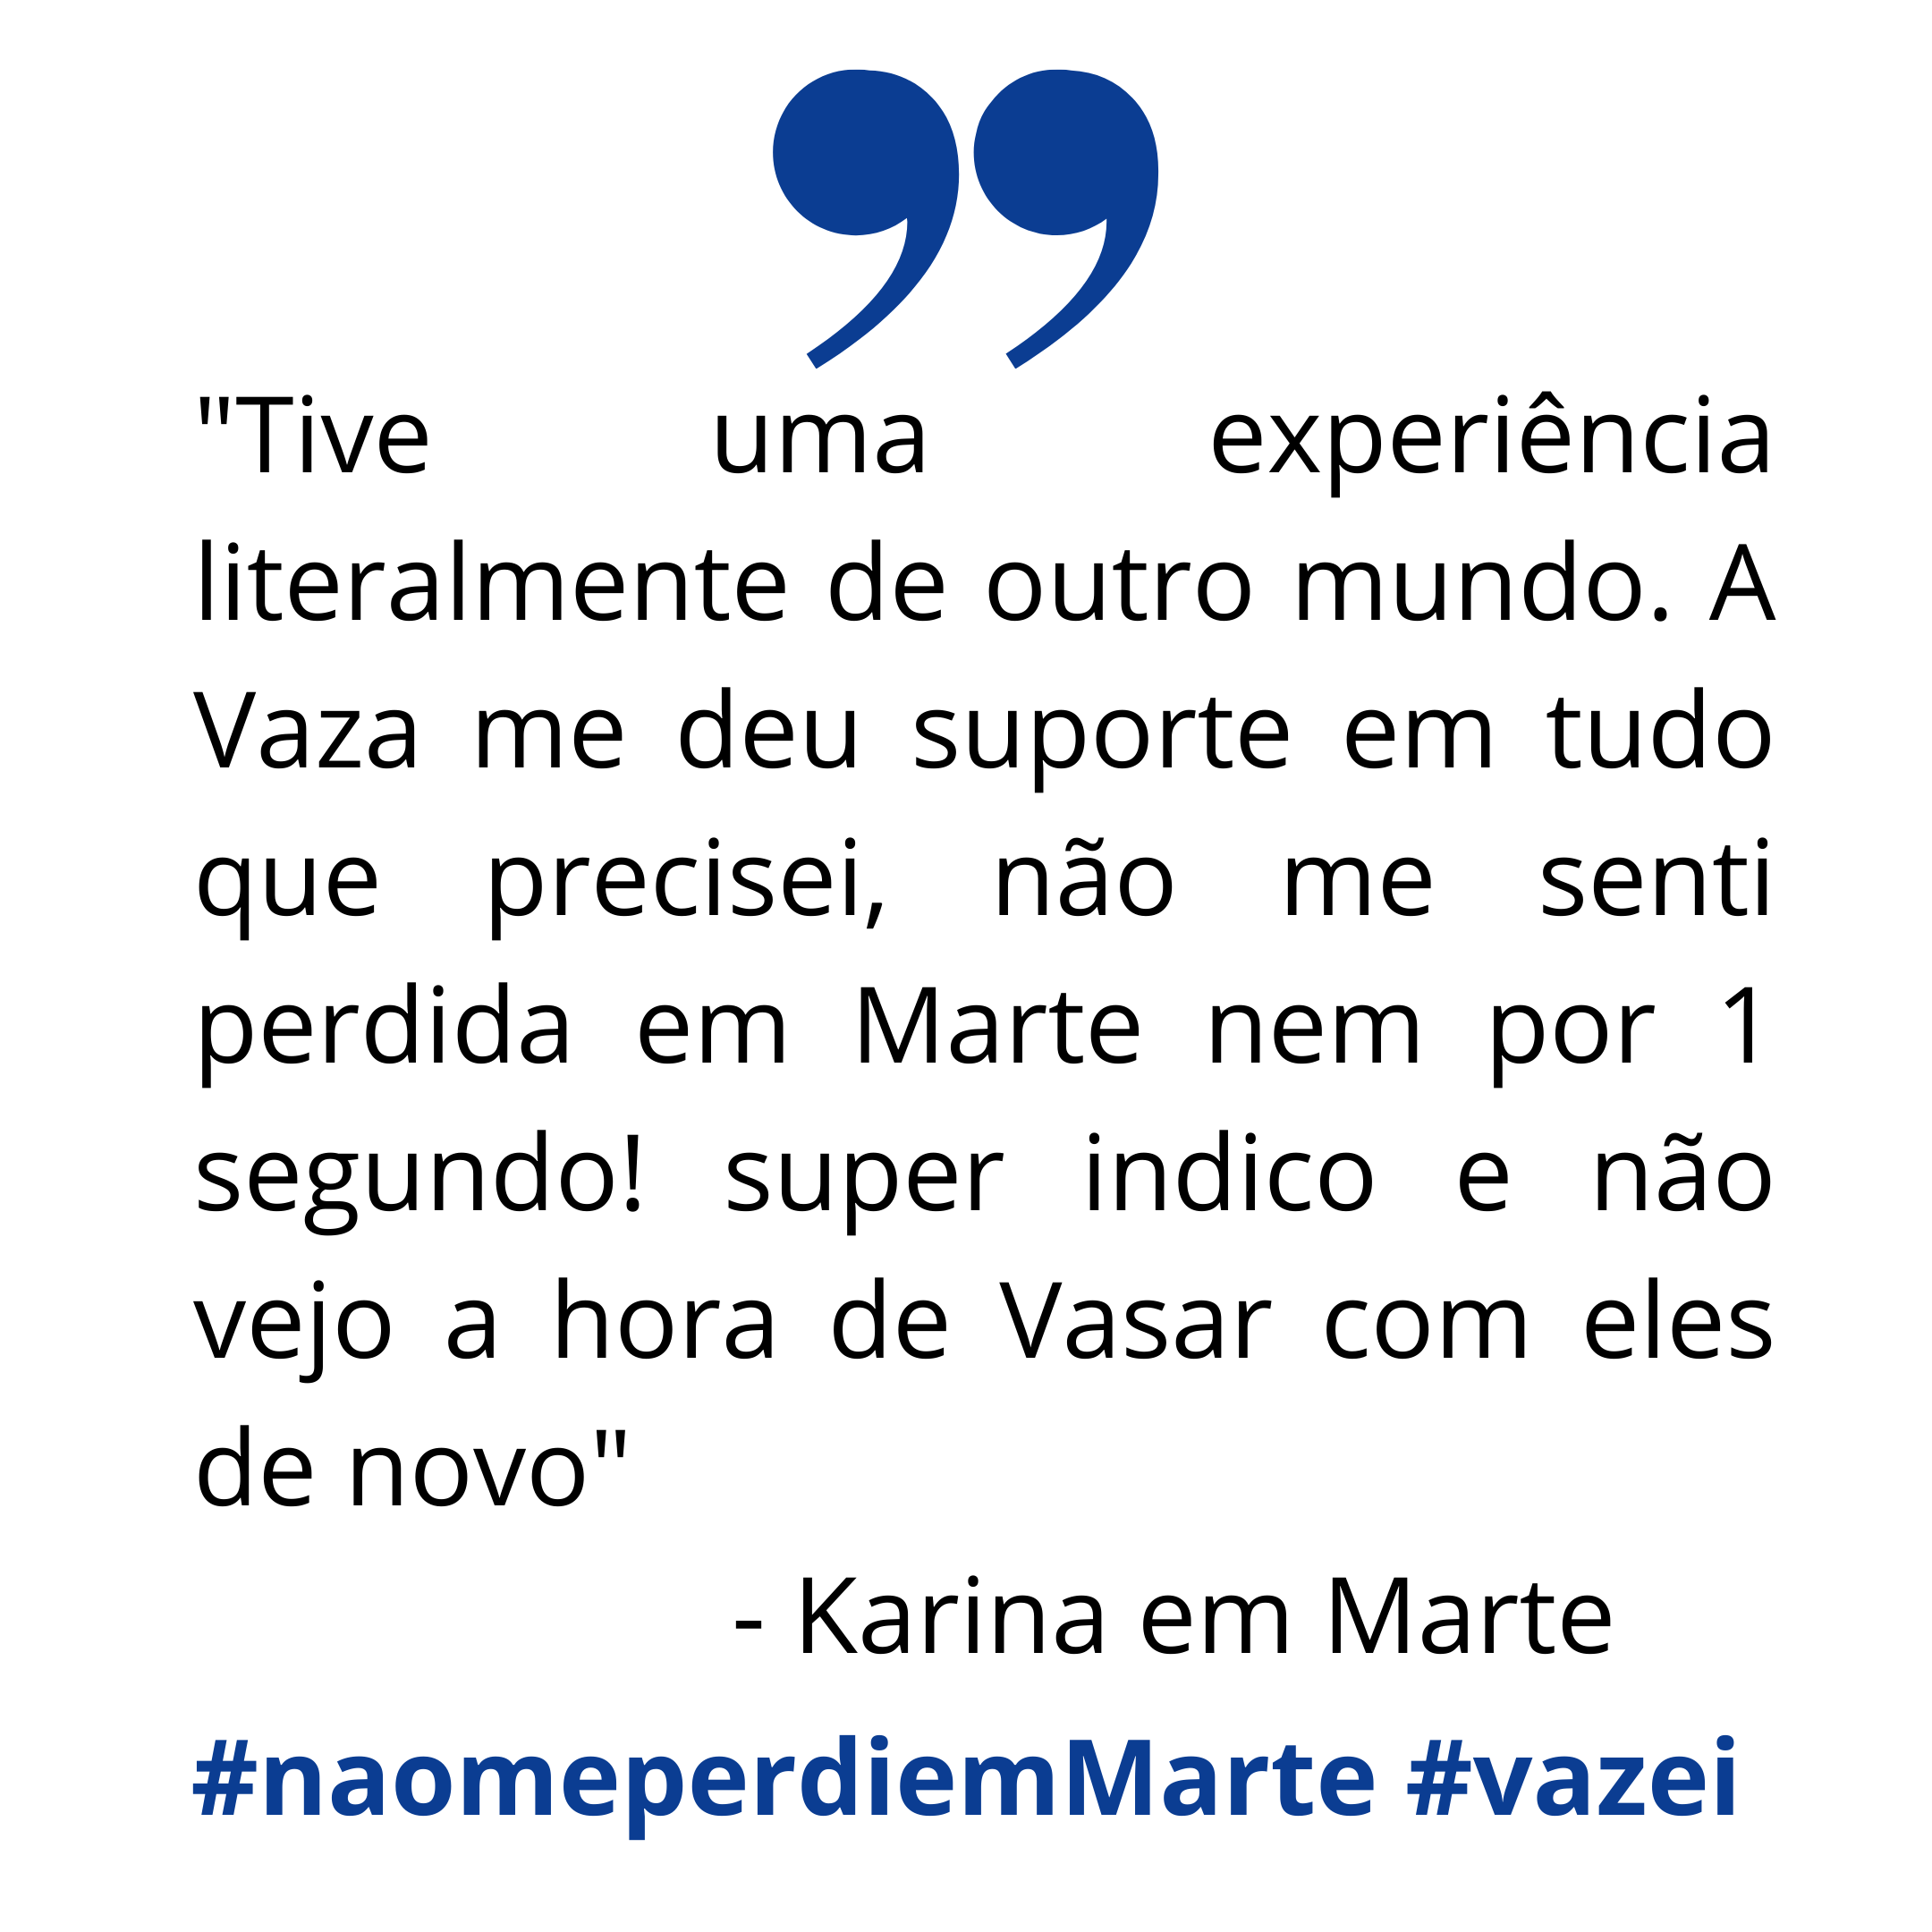 "Tive uma experiência
literalmente de outro mundo. A
Vaza me deu suporte em tudo
que precisei, não me senti
perdida em Marte nem por 1
segundo! super indico e não
vejo a hora de Vasar com eles
de novo"
- Karina em Marte
#naomeperdiemMarte #vazei